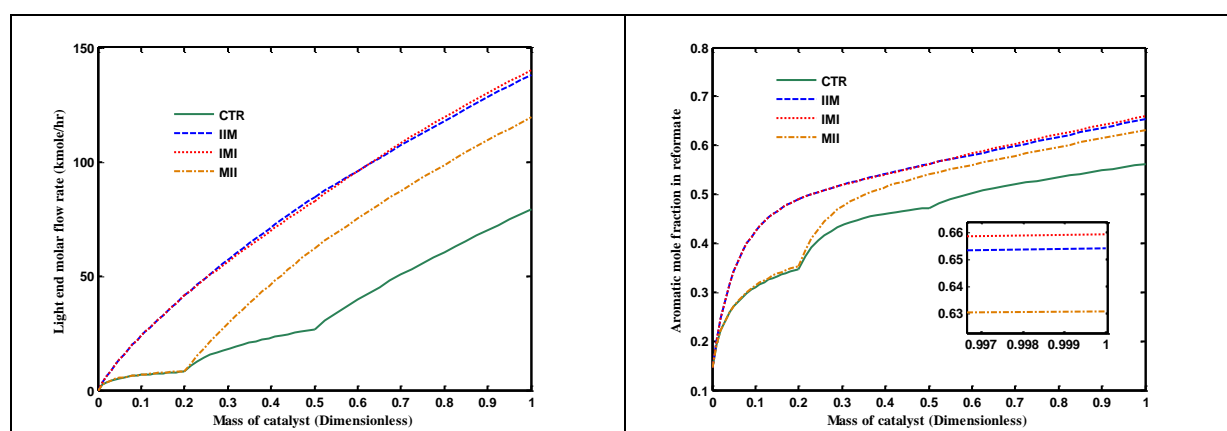 150
100
50
0
Light end molar flow rate (kmole/hr)
CTR
IIM
IMI
MII
0 0.1 0.2 0.3 0.4 0.5 0.6 0.7 0.8 0.9 1
Mass of catalyst (Dimensionless)
0.8
0.7
0.6
0.5
0.4
0.3
0.2
0.1
Aromatic mole fraction in reformate
CTR
IIM
IMI
MII
0.66
0.65
0.64
0.63
0.997 0.998 0.999 1
0 0.1 0.2 0.3 0.4 0.5 0.6 0.7 0.8 0.9 1
Mass of catalyst (Dimensionless)